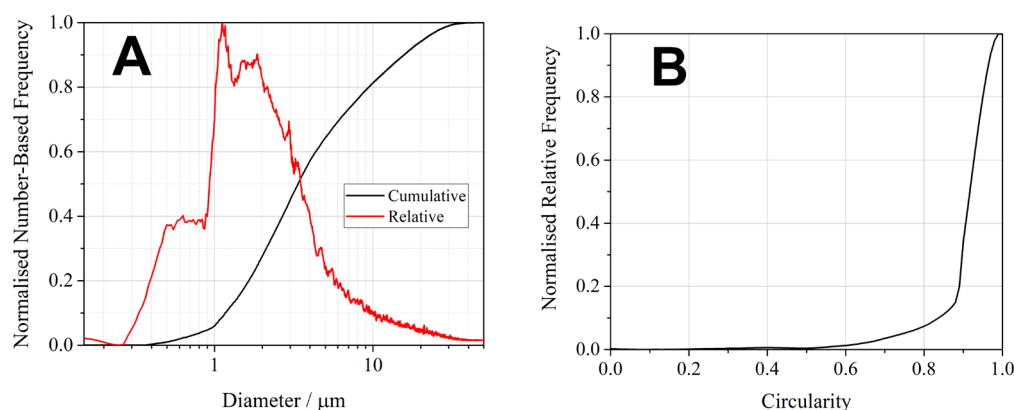 A
Normalised Number-Based Frequency
1.0
0.8
0.6
0.4
0.2
0.0
Cumulative
Relative
1
10
Diameter / μm
B
Normalised Relative Frequency
1.0
0.8
0.6
0.4
0.2
0.0
0.0
0.2
0.4
0.6
0.8
1.0
Circularity